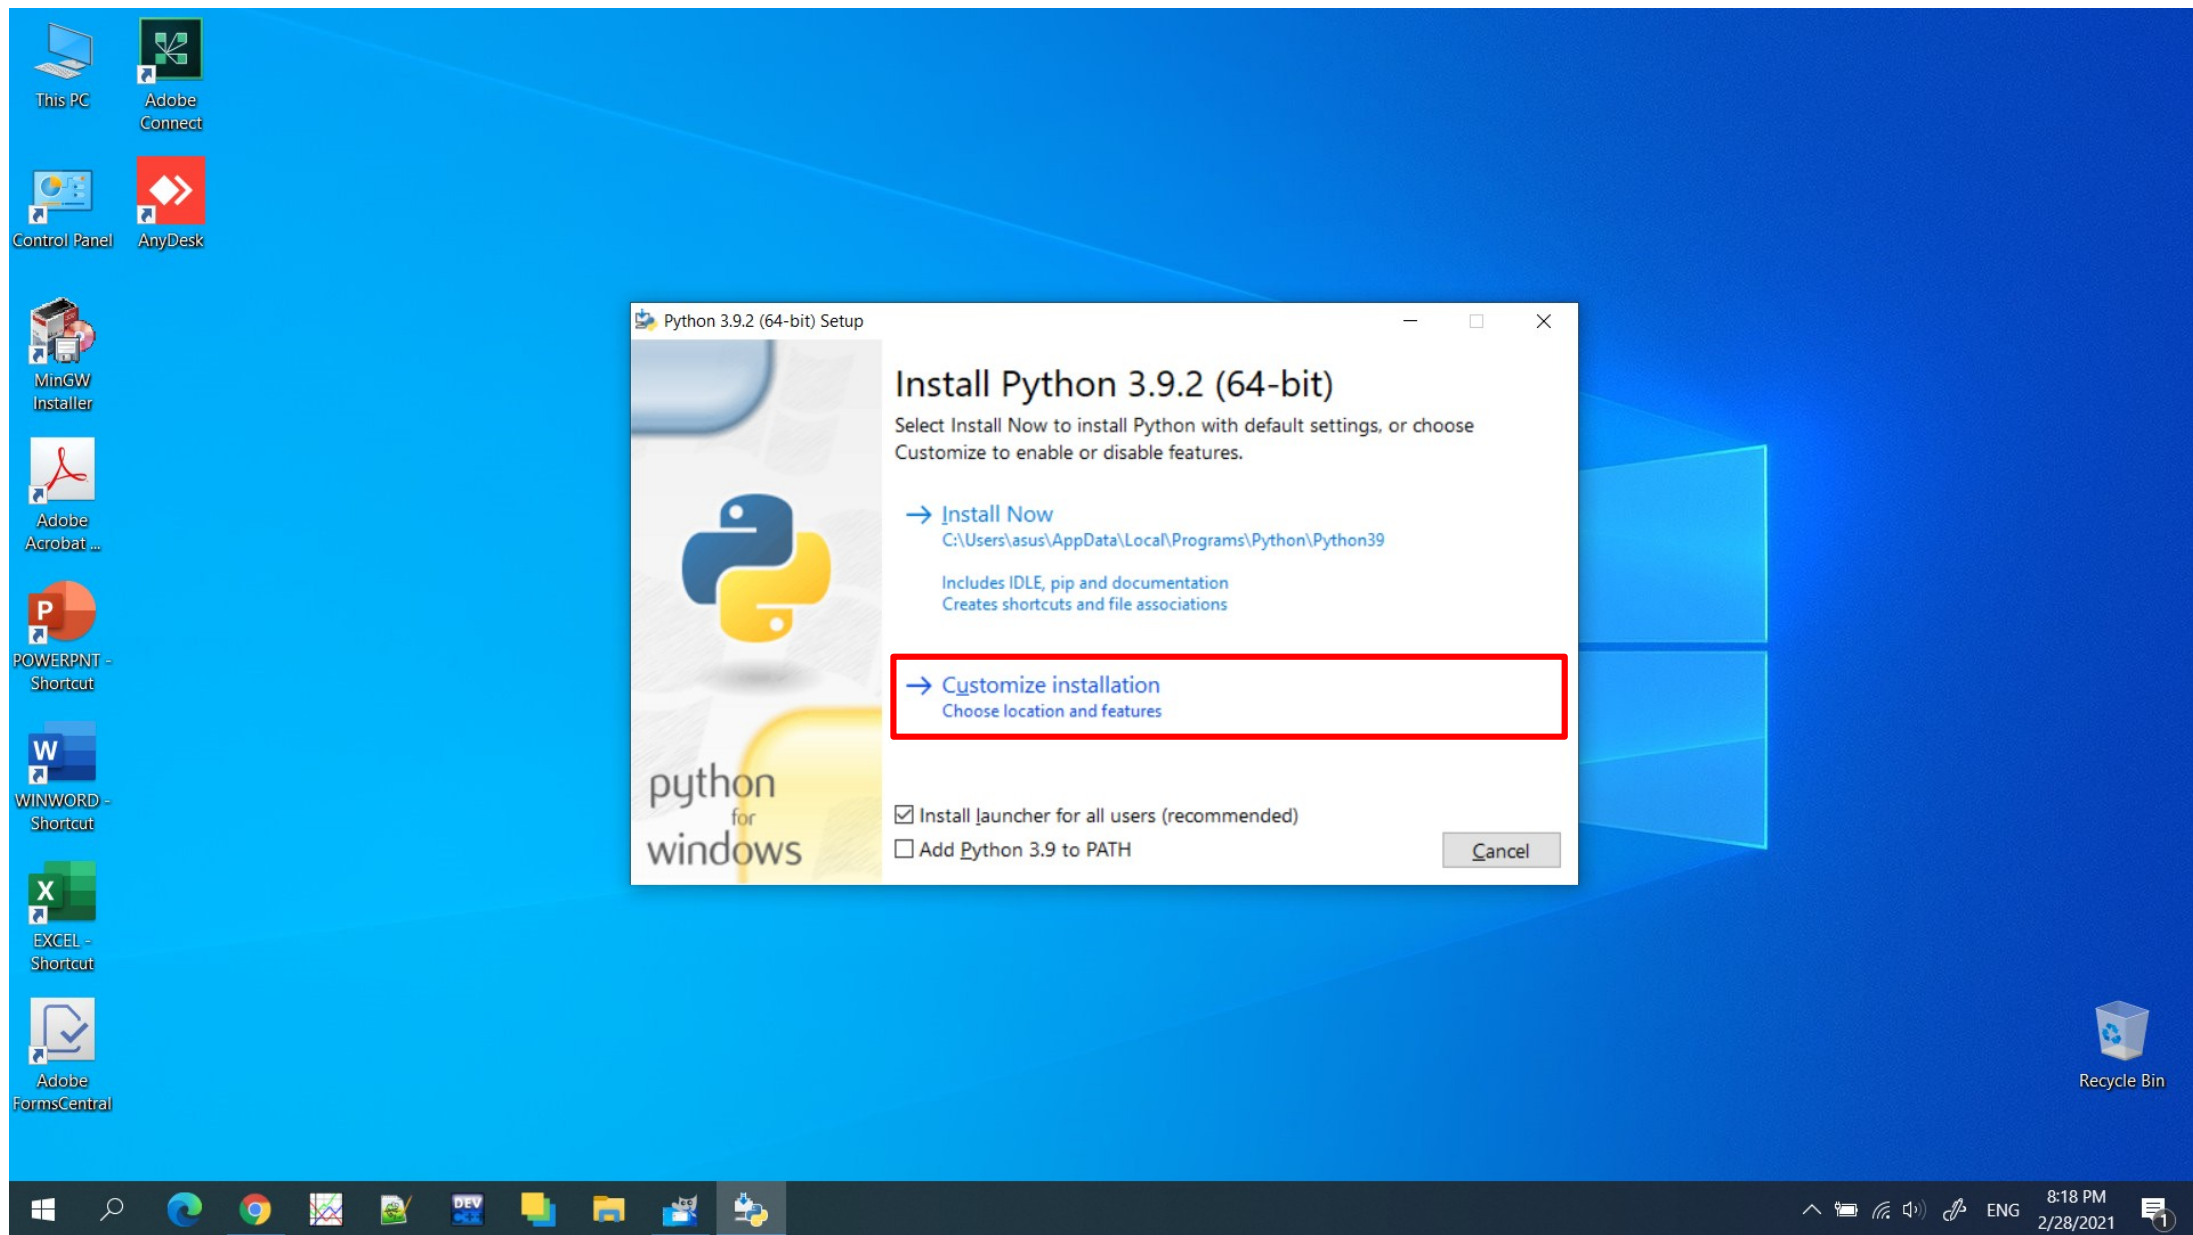 This PC
Adobe
Connect
Control Panel
AnyDesk
MinGW
Installer
Adobe
Acrobat ...
POWERPNT -
Shortcut
WINWORD -
Shortcut
EXCEL -
Shortcut
Adobe
FormsCentral
Python 3.9.2 (64-bit) Setup
Install Python 3.9.2 (64-bit)
Select Install Now to install Python with default settings, or choose
Customize to enable or disable features.
Install Now
C:\Users\asus\AppData\Local\Programs\Python\Python39
Includes IDLE, pip and documentation
Creates shortcuts and file associations
Customize installation
Choose location and features
python
for
windows
Install launcher for all users (recommended)
Add Python 3.9 to PATH
Cancel
Recycle Bin
DEV
C++
ENG
8:18 PM
2/28/2021
1
P
W
X